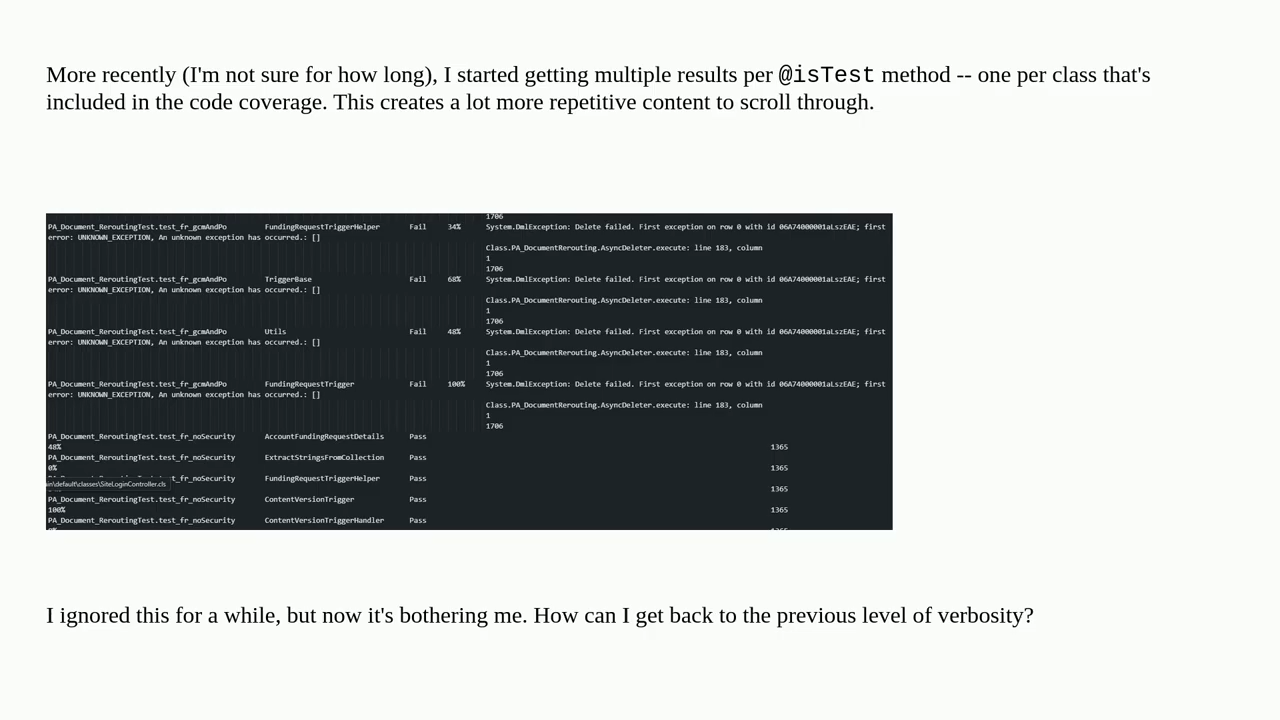 More recently (I'm not sure for how long), I started getting multiple results per @isTest method -- one per class that's
included in the code coverage. This creates a lot more repetitive content to scroll through.
1706
PA_Document_ReroutingTest.test_fr_gcmAndPo FundingRequestTriggerHelper Fail 34% System.DmlException: Delete failed. First exception on row 0 with id 06A74000001aLszEAE; first
error: UNKNOWN_EXCEPTION, An unknown exception has occurred.: []
Class.PA_DocumentRerouting.AsyncDeleter.execute: line 183, column
1
1706
PA_Document_ReroutingTest.test_fr_gcmAndPo TriggerBase Fail 68% System.DmlException: Delete failed. First exception on row 0 with id 06A74000001aLszEAE; first
error: UNKNOWN_EXCEPTION, An unknown exception has occurred.: []
Class.PA_DocumentRerouting.AsyncDeleter.execute: line 183, column
1
1706
PA_Document_ReroutingTest.test_fr_gcmAndPo Utils Fail 48% System.DmlException: Delete failed. First exception on row 0 with id 06A74000001aLszEAE; first
error: UNKNOWN_EXCEPTION, An unknown exception has occurred.: []
Class.PA_DocumentRerouting.AsyncDeleter.execute: line 183, column
1
1706
PA_Document_ReroutingTest.test_fr_gcmAndPo FundingRequestTrigger Fail 100% System.DmlException: Delete failed. First exception on row 0 with id 06A74000001aLszEAE; first
error: UNKNOWN_EXCEPTION, An unknown exception has occurred.: []
Class.PA_DocumentRerouting.AsyncDeleter.execute: line 183, column
1
1706
PA_Document_ReroutingTest.test_fr_noSecurity AccountFundingRequestDetails Pass
48% 1365
PA_Document_ReroutingTest.test_fr_noSecurity ExtractStringsFromCollection Pass
0% 1365
PA_Document_ReroutingTest.test_fr_noSecurity FundingRequestTriggerHelper Pass
ain\default\classes\SiteLoginController.cls 1365
PA_Document_ReroutingTest.test_fr_noSecurity ContentVersionTrigger Pass
100% 1365
PA_Document_ReroutingTest.test_fr_noSecurity ContentVersionTriggerHandler Pass
I ignored this for a while, but now it's bothering me. How can I get back to the previous level of verbosity?